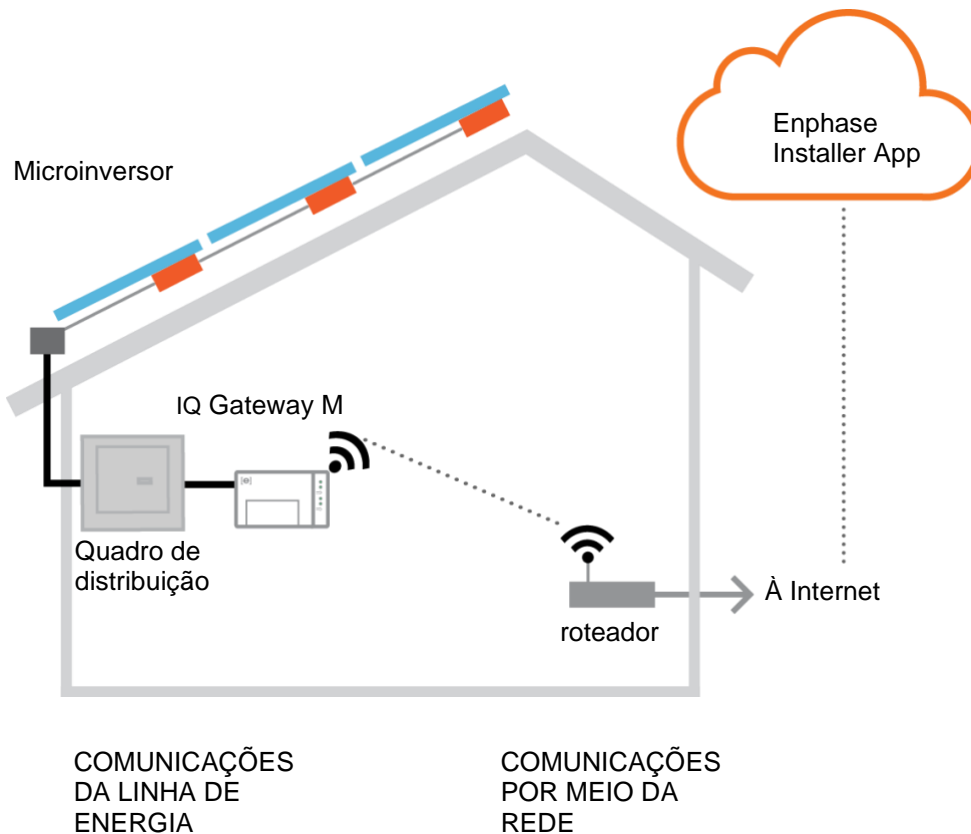 Enphase
Installer App
Microinversor
IQ Gateway M
Quadro de
distribuição
À Internet
roteador
COMUNICAÇÕES
DA LINHA DE
ENERGIA
COMUNICAÇÕES
POR MEIO DA
REDE